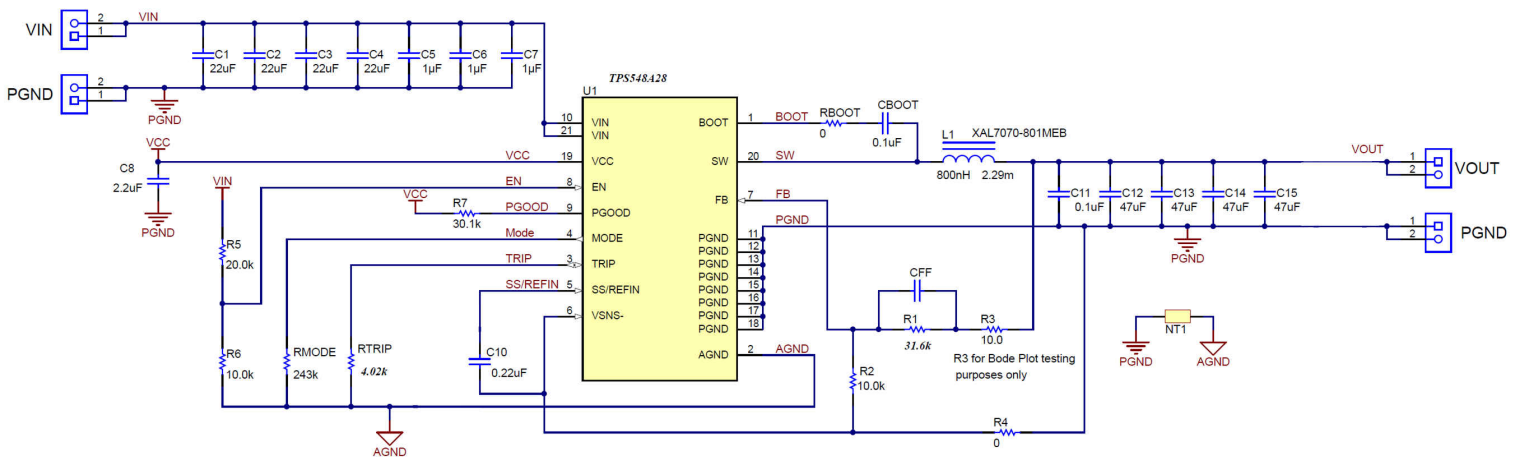 VIN
2
1
VIN
PGND
2
1
PGND
C1
22uF
C2
22uF
C3
22uF
C4
22uF
C5
1µF
C6
1µF
C7
1µF
TPS548A28
U1
10
VIN
21
VIN
VCC
VCC
19
VCC
C8
2.2uF
PGND
VIN
EN
8
EN
VCC
R7
30.1k
PGOOD
9
PGOOD
Mode
4
MODE
TRIP
3
TRIP
SS/REFIN
5
SS/REFIN
6
VSNS-
R5
20.0k
R6
10.0k
RMODE
243k
RTRIP
4.02k
C10
0.22uF
AGND
BOOT
1
BOOT
RBOOT
0
CBOOT
0.1uF
SW
20
SW
L1
XAL7070-801MEB
800nH
2.29m
FB
7
FB
PGND
PGND
11
PGND
12
PGND
13
PGND
14
PGND
15
PGND
16
PGND
17
PGND
18
AGND
2
AGND
C11
0.1uF
C12
47uF
C13
47uF
C14
47uF
C15
47uF
VOUT
1
2
VOUT
1
2
PGND
PGND
CFF
R1
31.6k
R3
10.0
R3 for Bode Plot testing
purposes only
R2
10.0k
R4
0
NT1
PGND
AGND